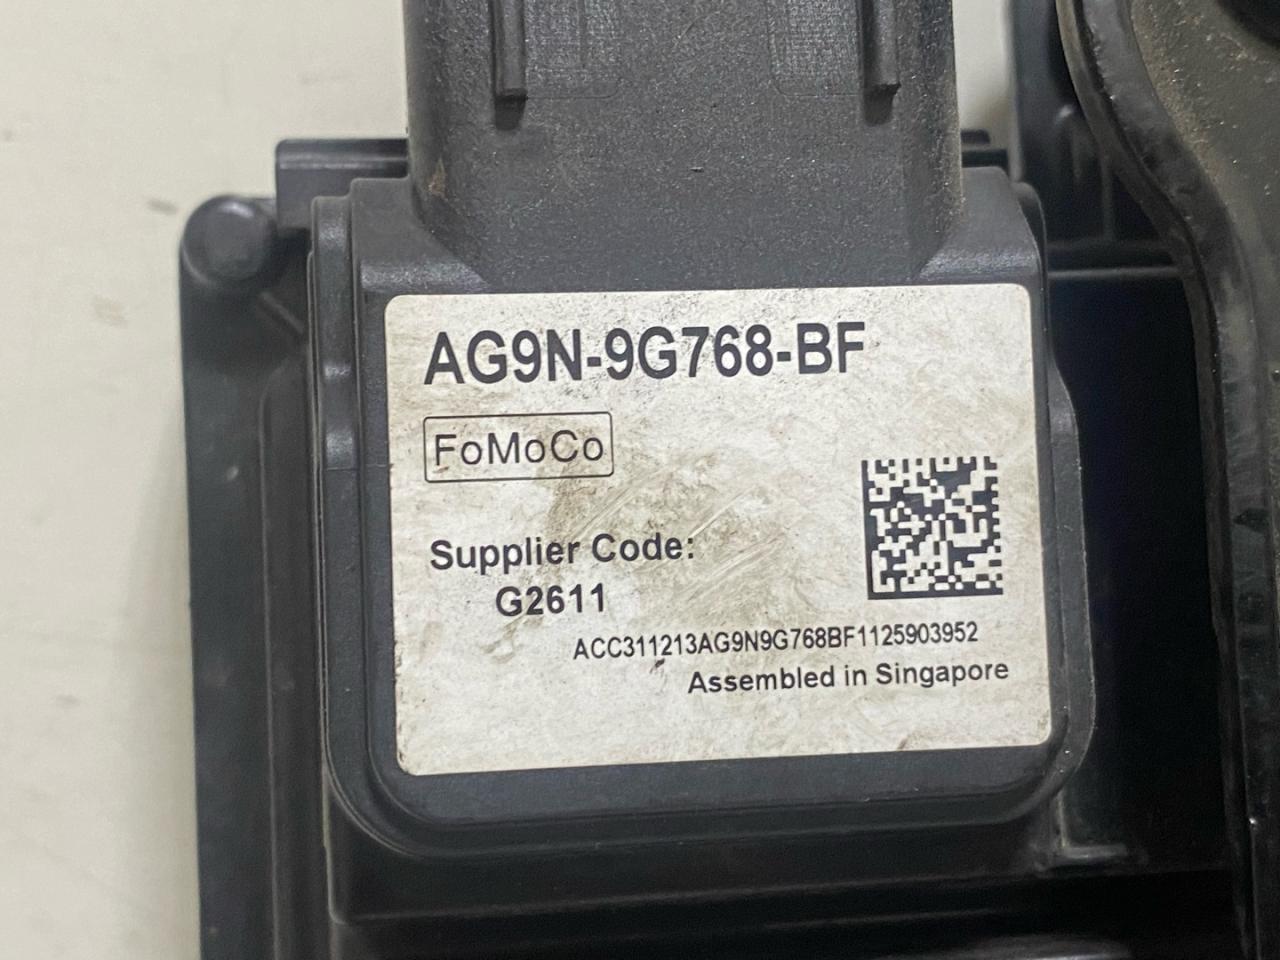 AG9N-9G768-BF
FoMoCo
Supplier Code:
G2611
ACC311213AG9N9G768BF1125903952
Assembled in Singapore